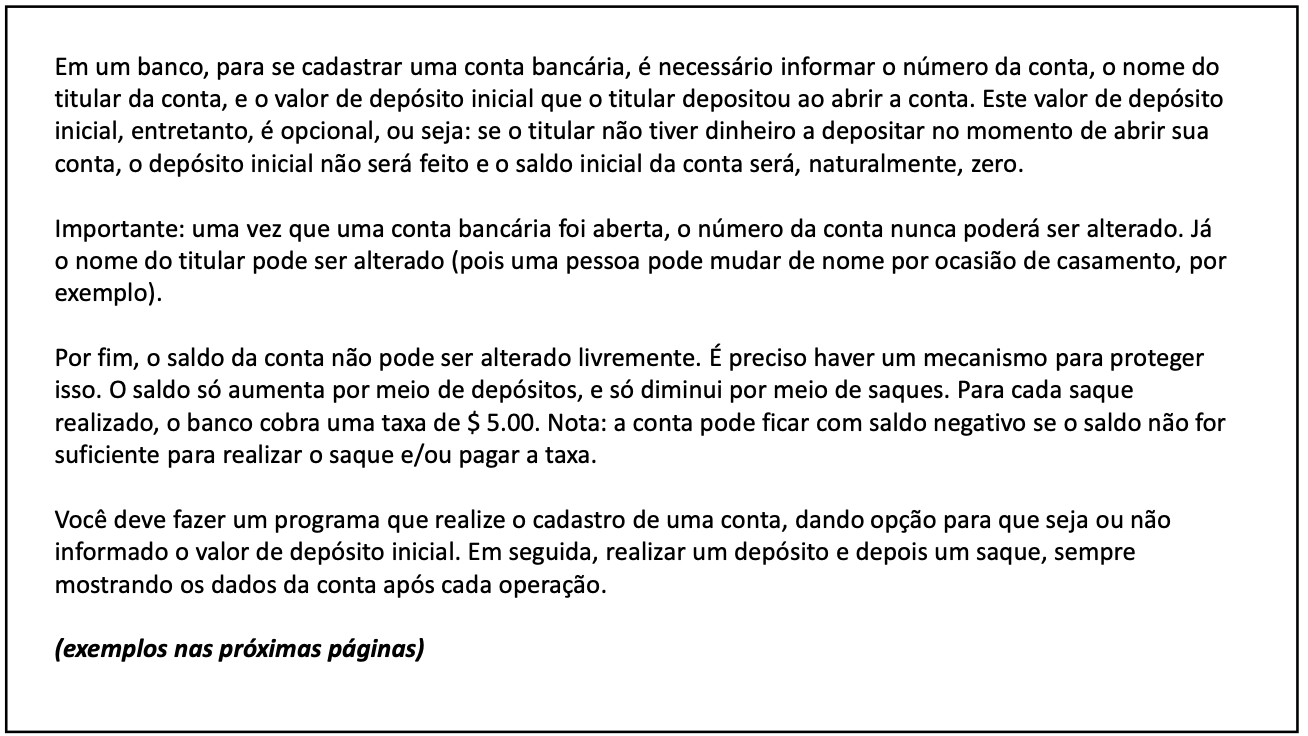 Em um banco, para se cadastrar uma conta bancária, é necessário informar o número da conta, o nome do
titular da conta, e o valor de depósito inicial que o titular depositou ao abrir a conta. Este valor de depósito
inicial, entretanto, é opcional, ou seja: se o titular não tiver dinheiro a depositar no momento de abrir sua
conta, o depósito inicial não será feito e o saldo inicial da conta será, naturalmente, zero.
Importante: uma vez que uma conta bancária foi aberta, o número da conta nunca poderá ser alterado. Já
o nome do titular pode ser alterado (pois uma pessoa pode mudar de nome por ocasião de casamento, por
exemplo).
Por fim, o saldo da conta não pode ser alterado livremente. É preciso haver um mecanismo para proteger
isso. O saldo só aumenta por meio de depósitos, e só diminui por meio de saques. Para cada saque
realizado, o banco cobra uma taxa de $ 5.00. Nota: a conta pode ficar com saldo negativo se o saldo não for
suficiente para realizar o saque e/ou pagar a taxa.
Você deve fazer um programa que realize o cadastro de uma conta, dando opção para que seja ou não
informado o valor de depósito inicial. Em seguida, realizar um depósito e depois um saque, sempre
mostrando os dados da conta após cada operação.
(exemplos nas próximas páginas)